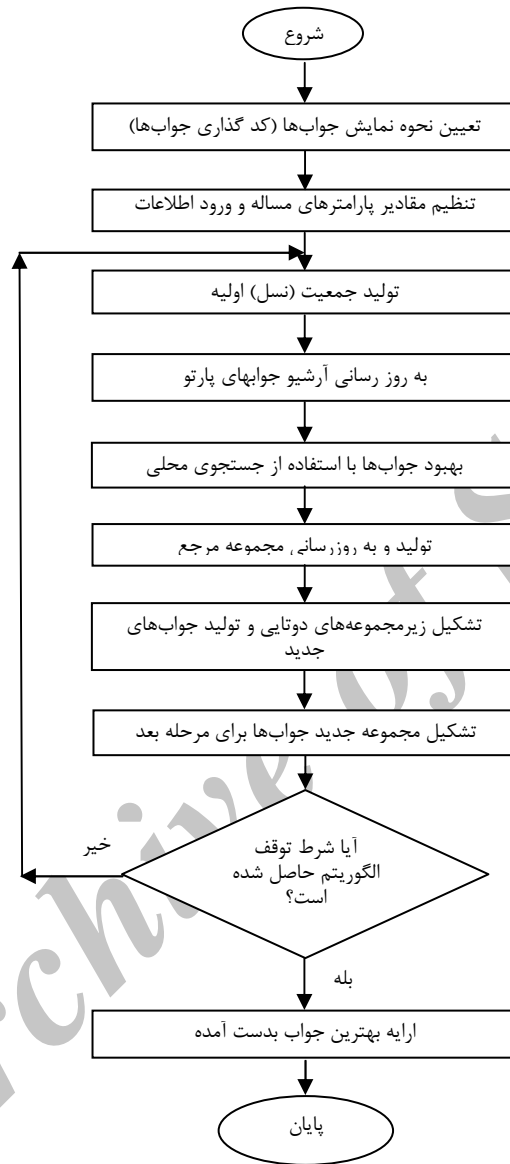 شروع
تعیین نحوه نمایش جواب‌ها (کد گذاری جواب‌ها)
تنظیم مقادیر پارامترهای مساله و ورود اطلاعات
تولید جمعیت (نسل) اولیه
به روز رسانی آرشیو جوابهای پارتو
بهبود جواب‌ها با استفاده از جستجوی محلی
تولید و به روزرسانی مجموعه مرجع
تشکیل زیرمجموعه‌های دوتایی و تولید جواب‌های
جدید
تشکیل مجموعه جدید جواب‌ها برای مرحله بعد
آیا شرط توقف
الگوریتم حاصل شده
است؟
خیر
بله
ارایه بهترین جواب بدست آمده
پایان